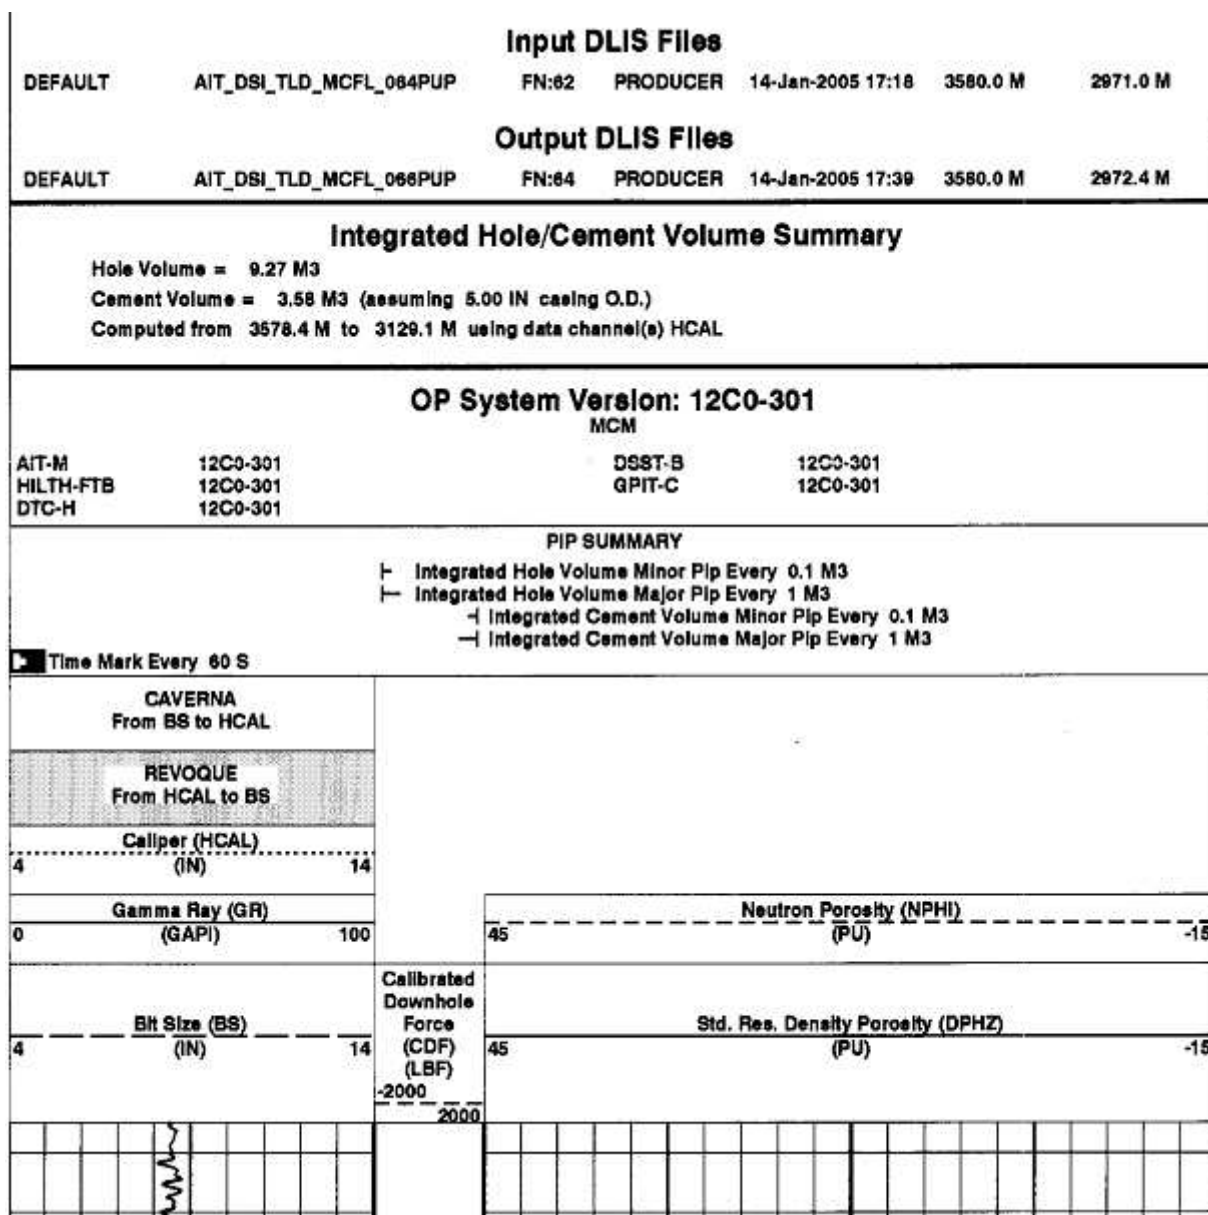 Input DLIS Files
DEFAULT AIT_DSI_TLD_MCFL_064PUP FN:62 PRODUCER 14-Jan-2005 17:18 3580.0 M 2971.0 M
Output DLIS Files
DEFAULT AIT_DSI_TLD_MCFL_066PUP FN:64 PRODUCER 14-Jan-2005 17:39 3580.0 M 2972.4 M
Integrated Hole/Cement Volume Summary
Hole Volume = 9.27 M3
Cement Volume = 3.58 M3 (assuming 5.00 IN casing O.D.)
Computed from 3578.4 M to 3129.1 M using data channel(s) HCAL
OP System Version: 12C0-301
MCM
AIT-M 12C0-301 DSST-B 12C0-301
HILTH-FTB 12C0-301 GPIT-C 12C0-301
DTC-H 12C0-301
PIP SUMMARY
Integrated Hole Volume Minor Pip Every 0.1 M3
Integrated Hole Volume Major Pip Every 1 M3
Integrated Cement Volume Minor Pip Every 0.1 M3
Integrated Cement Volume Major Pip Every 1 M3
Time Mark Every 60 S
CAVERNA
From BS to HCAL
REVOQUE
From HCAL to BS
Caliper (HCAL)
4 (IN) 14
Gamma Ray (GR)
0 (GAPI) 100
Neutron Porosity (NPHI)
45 (PU) -15
Bit Size (BS)
4 (IN) 14
Calibrated
Downhole
Force
(CDF)
(LBF)
-2000
2000
Std. Res. Density Porosity (DPHZ)
45 (PU) -15